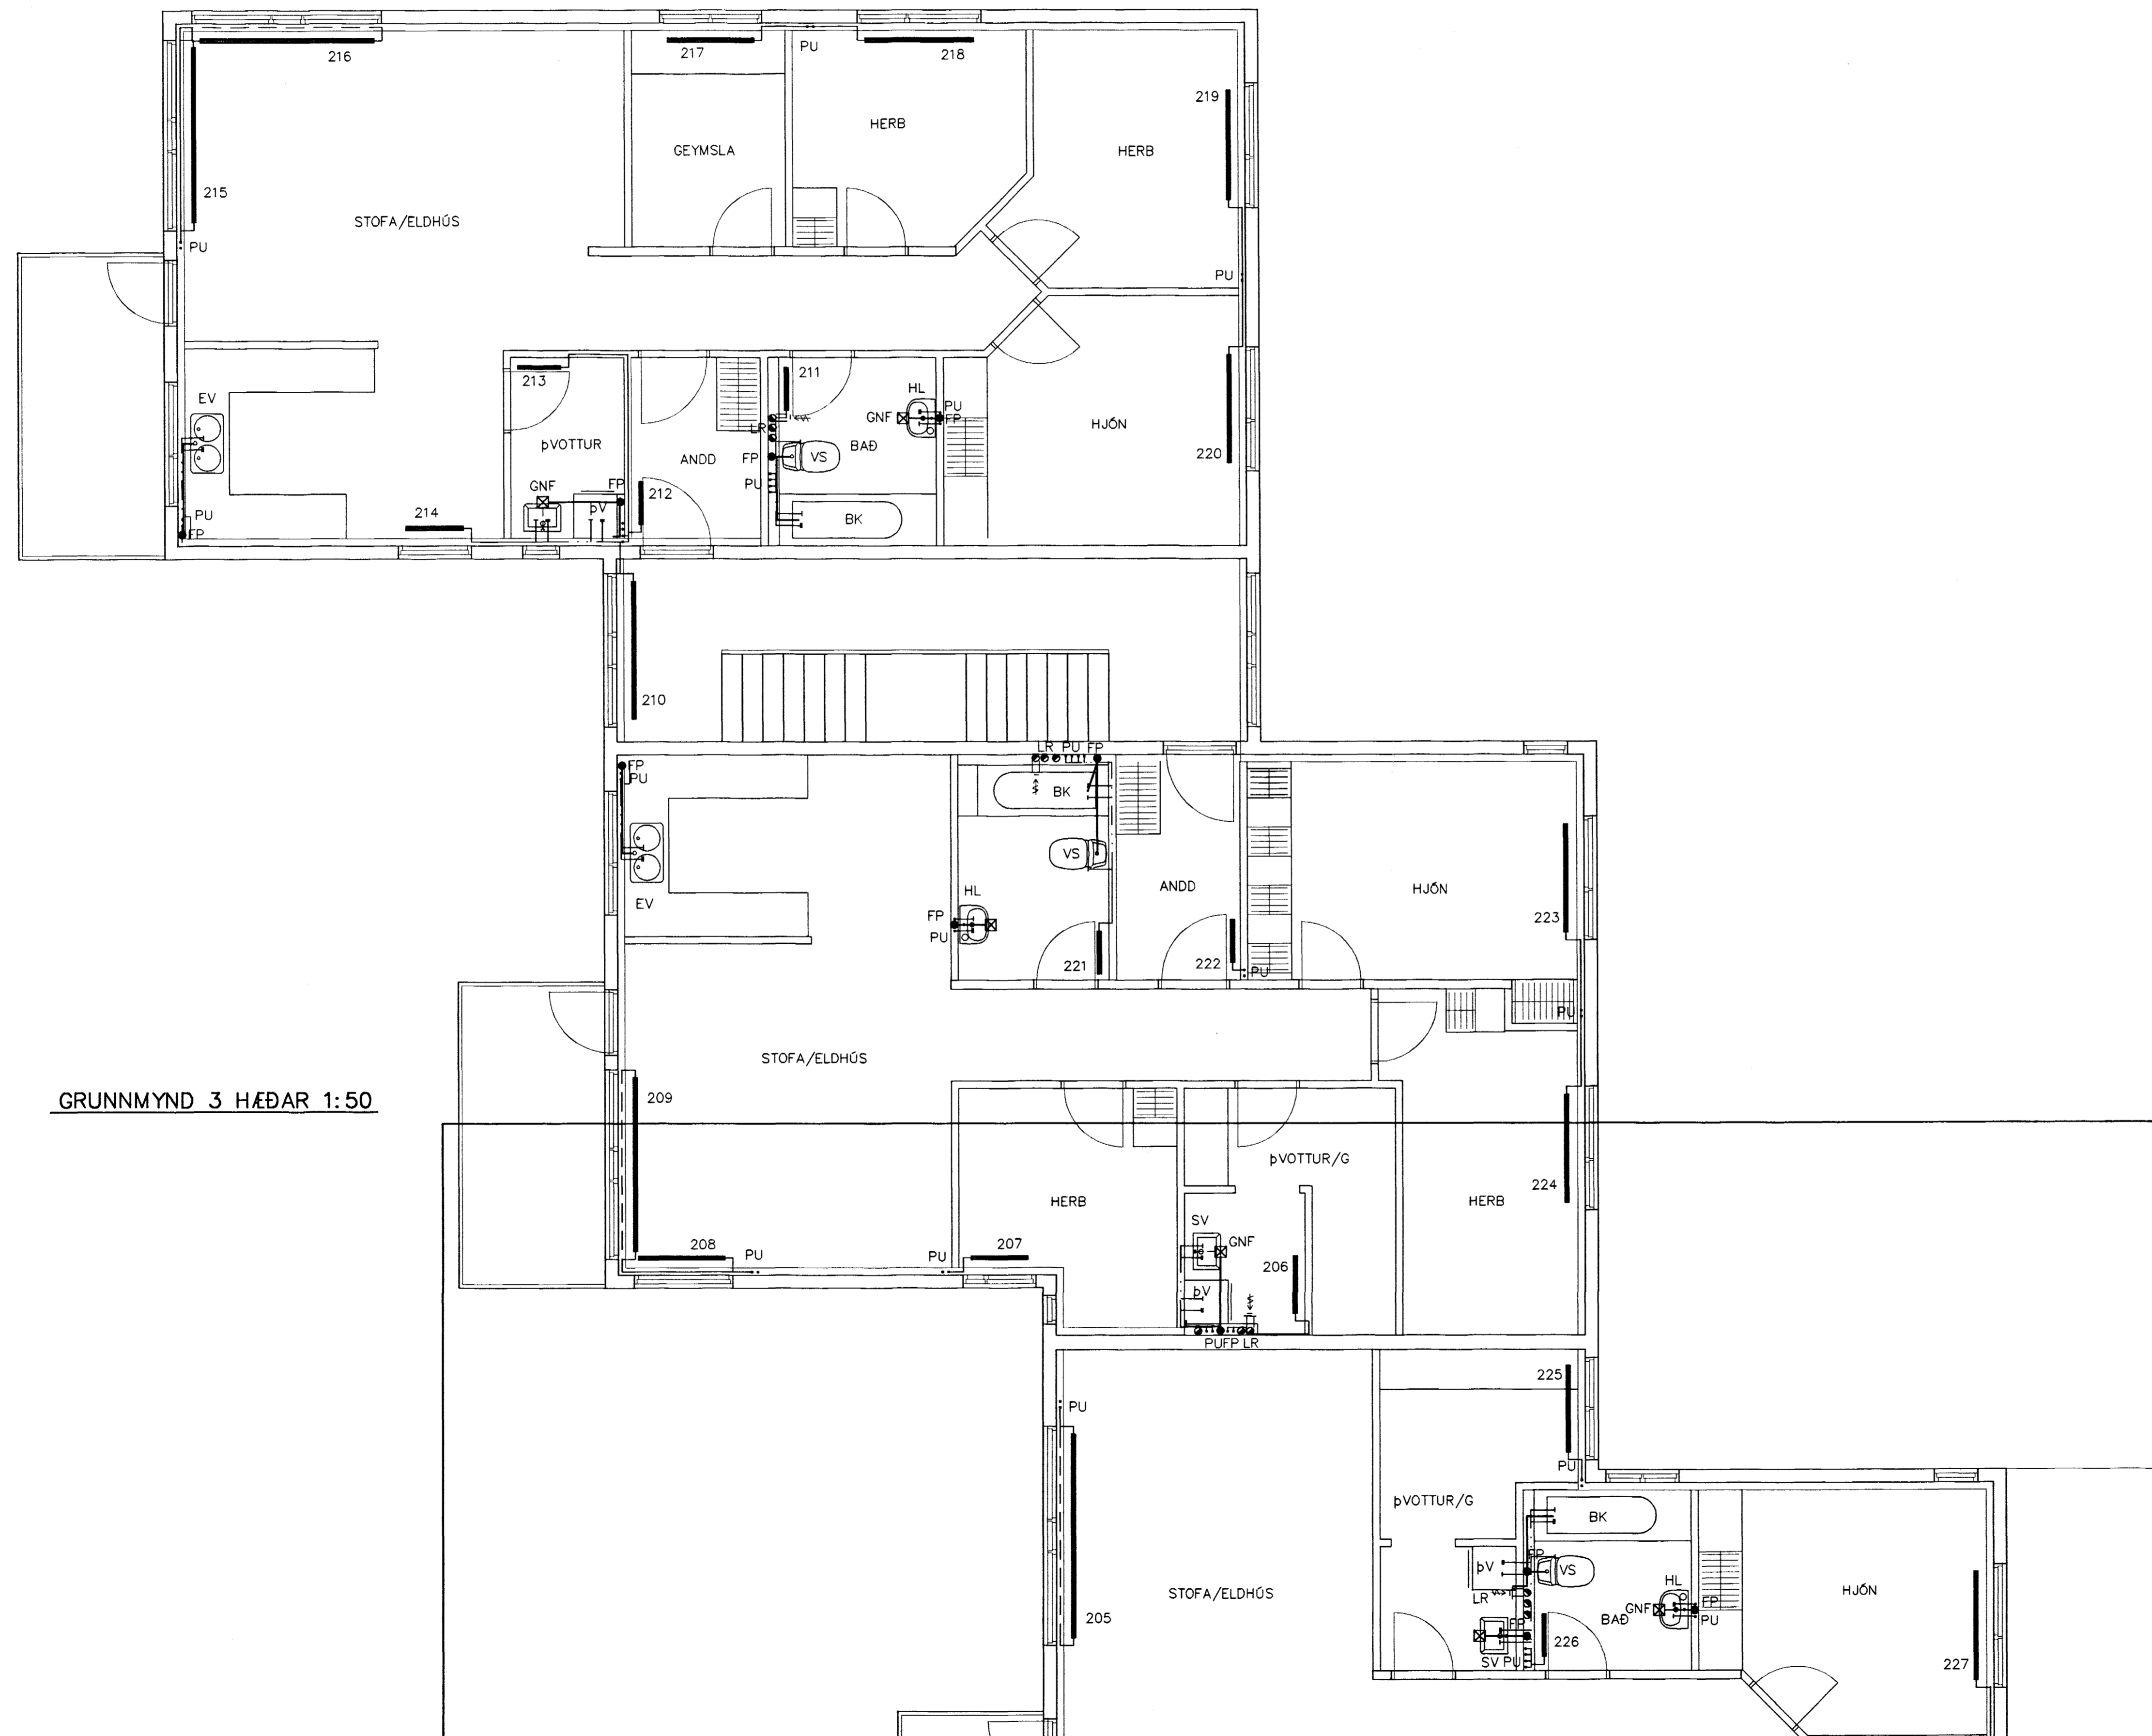 216
217
PU
218
219
HERB
GEYMSLA
HERB
215
STOFA/ELDHÚS
PU
PU
213
211
HL
EV
PU
GNF
FP
LR
HJÓN
ÞVOTTUR
BAÐ
ANDD
FP
VS
220
GNF
FP
PU
212
ÞV
214
PU
BK
FP
210
LR PU FP
FP
PU
BK
VS
ANDD
HL
HJÓN
EV
FP
223
PU
221
222
PU
PU
STOFA/ELDHÚS
GRUNNMYND 3 HÆÐAR 1:50
209
ÞVOTTUR/G
224
HERB
HERB
SV
GNF
208
PU
PU
207
206
ÞV
PUFP LR
225
PU
PU
ÞVOTTUR/G
BK
FP
ÞV
VS
STOFA/ELDHÚS
HL
HJÓN
LR
FP
GNF
205
BAÐ
PU
FP
226
SV PU
227